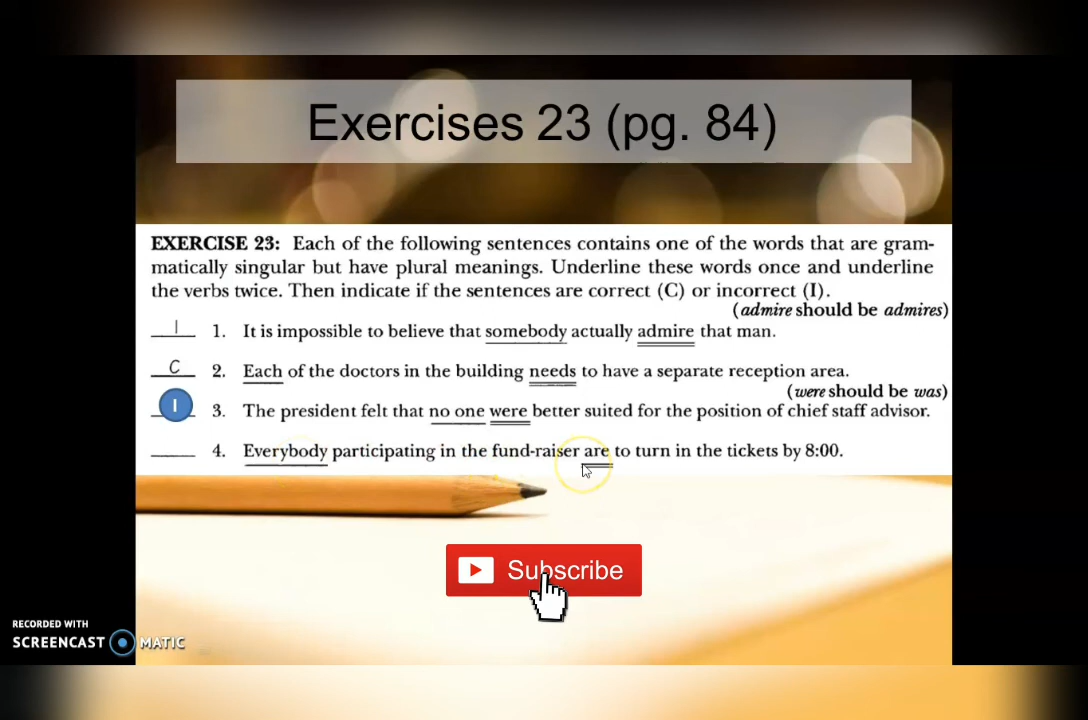 Exercises 23 (pg. 84)
EXERCISE 23: Each of the following sentences contains one of the words that are gram-
matically singular but have plural meanings. Underline these words once and underline
the verbs twice. Then indicate if the sentences are correct (C) or incorrect (I).
(admire should be admires)
I 1. It is impossible to believe that somebody actually admire that man.
C 2. Each of the doctors in the building needs to have a separate reception area.
(were should be was)
I 3. The president felt that no one were better suited for the position of chief staff advisor.
4. Everybody participating in the fund-raiser are to turn in the tickets by 8:00.
Subscribe
RECORDED WITH
SCREENCAST MATIC